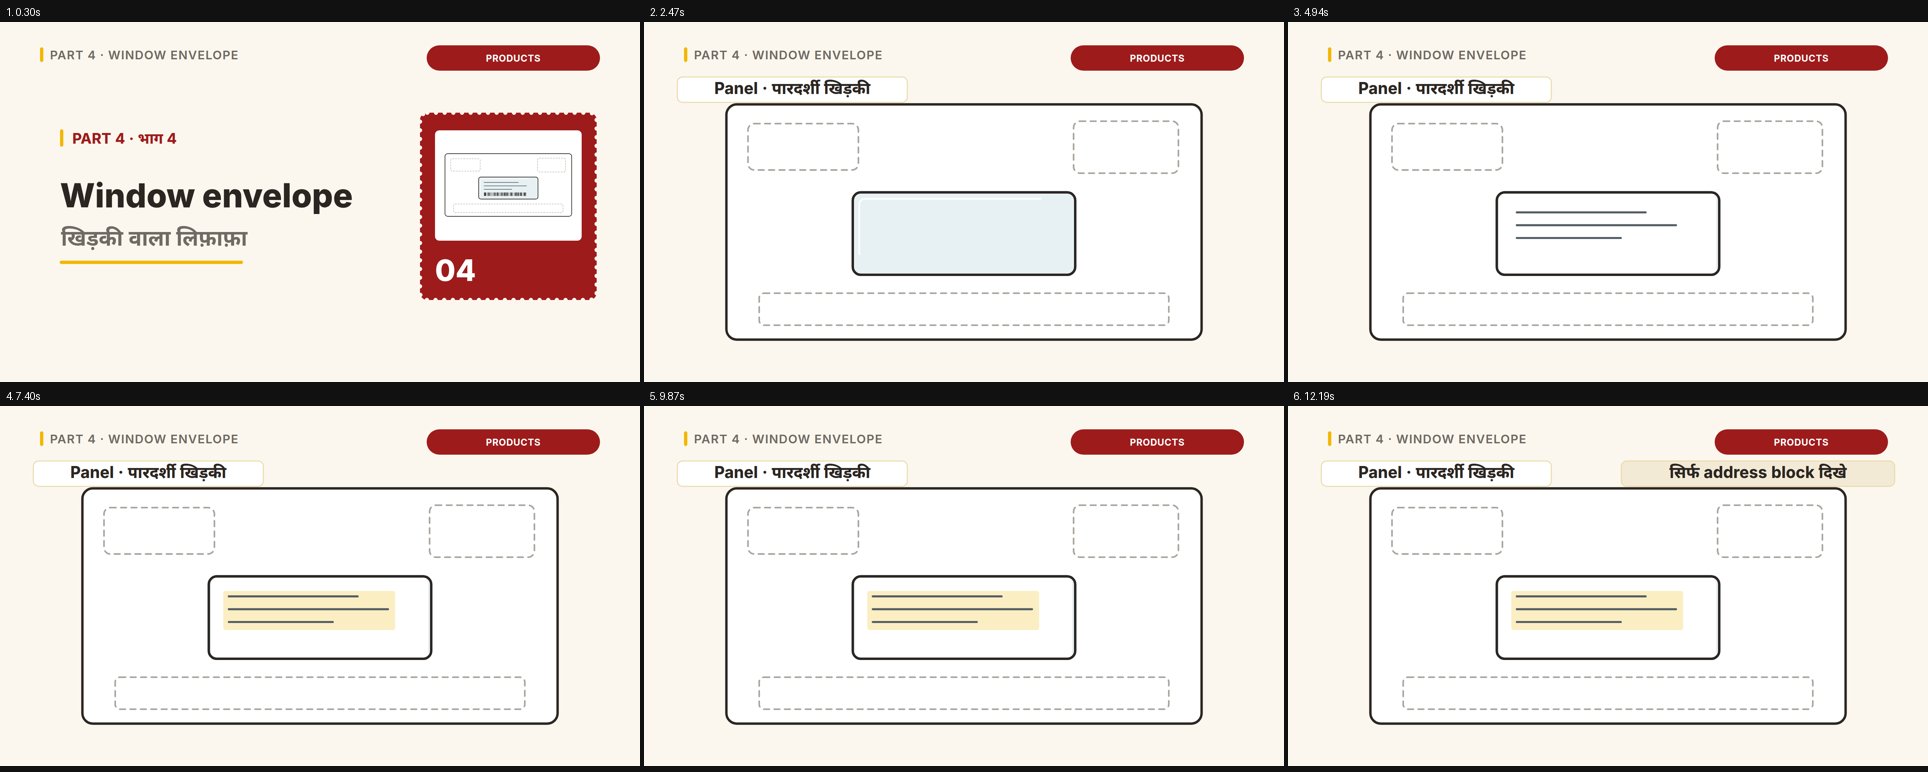 1. 0.30s
PART 4 · WINDOW ENVELOPE
PRODUCTS
PART 4 · भाग 4
Window envelope
खिड़की वाला लिफ़ाफ़ा
04
2. 2.47s
PART 4 · WINDOW ENVELOPE
PRODUCTS
Panel · पारदर्शी खिड़की
3. 4.94s
PART 4 · WINDOW ENVELOPE
PRODUCTS
Panel · पारदर्शी खिड़की
4. 7.40s
PART 4 · WINDOW ENVELOPE
PRODUCTS
Panel · पारदर्शी खिड़की
5. 9.87s
PART 4 · WINDOW ENVELOPE
PRODUCTS
Panel · पारदर्शी खिड़की
6. 12.19s
PART 4 · WINDOW ENVELOPE
PRODUCTS
Panel · पारदर्शी खिड़की
सिर्फ address block दिखे